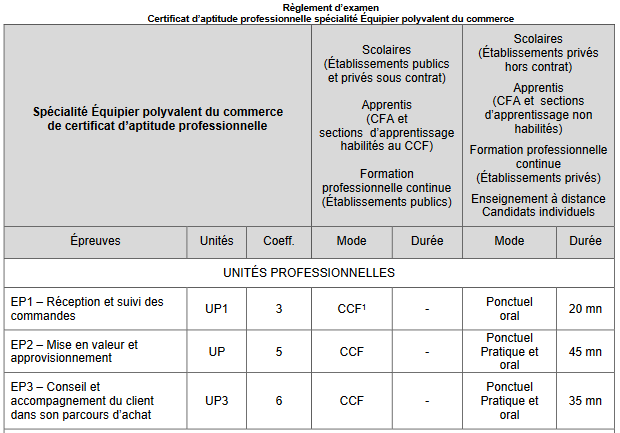 Règlement d'examen
Certificat d'aptitude professionnelle spécialité Équipier polyvalent du commerce
Spécialité Équipier polyvalent du commerce
de certificat d'aptitude professionnelle
Scolaires
(Établissements publics
et privés sous contrat)
Apprentis
(CFA et
sections d'apprentissage
habilités au CCF)
Formation
professionnelle continue
(Établissements publics)
Scolaires
(Établissements privés
hors contrat)
Apprentis
(CFA et sections
d'apprentissage non
habilités)
Formation professionnelle
continue
(Établissements privés)
Enseignement à distance
Candidats individuels
Épreuves Unités Coeff. Mode Durée Mode Durée
UNITÉS PROFESSIONNELLES
EP1 – Réception et suivi des
commandes
UP1 3 CCF¹ -
Ponctuel
oral
20 mn
EP2 – Mise en valeur et
approvisionnement
UP 5 CCF -
Ponctuel
Pratique et
oral
45 mn
EP3 – Conseil et
accompagnement du client
dans son parcours d'achat
UP3 6 CCF -
Ponctuel
Pratique et
oral
35 mn